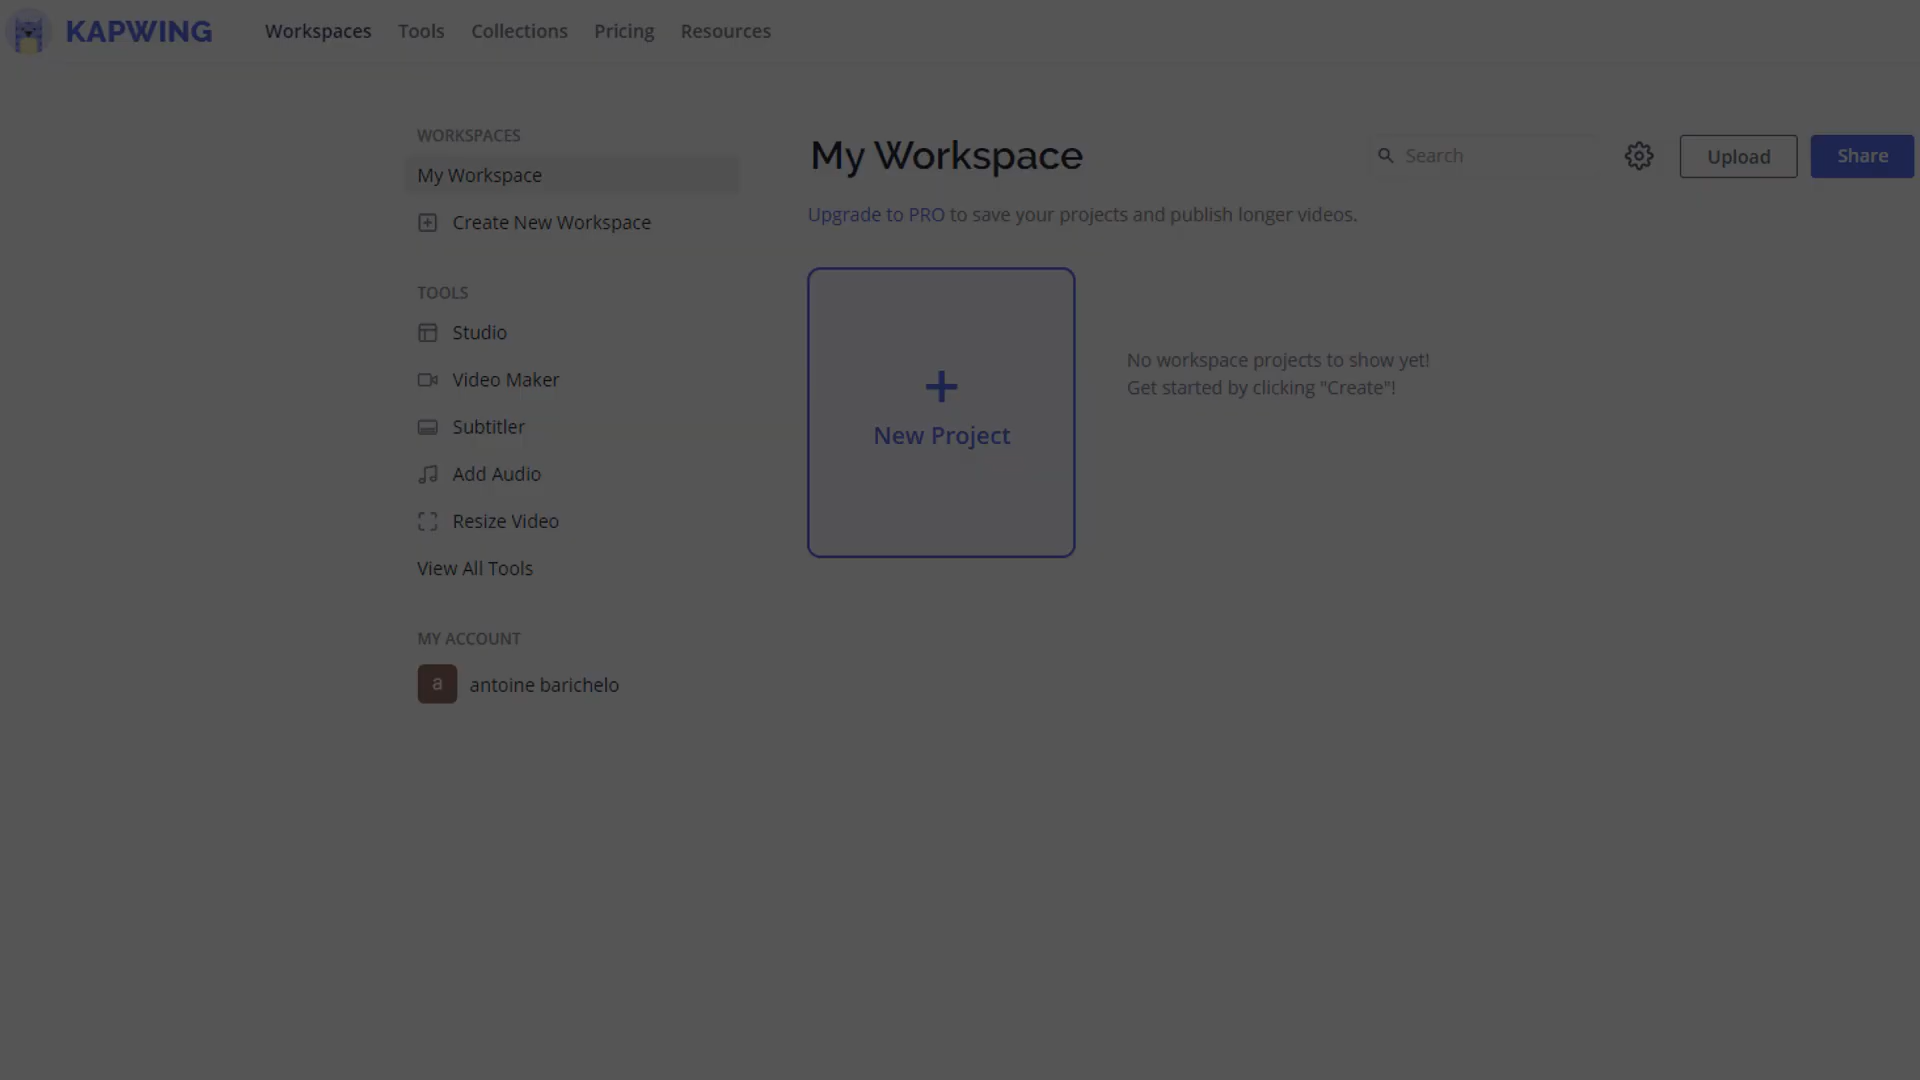 KAPWING
Workspaces
Tools
Collections
Pricing
Resources
WORKSPACES
My Workspace
Create New Workspace
TOOLS
Studio
Video Maker
Subtitler
Add Audio
Resize Video
View All Tools
MY ACCOUNT
a
antoine barichelo
My Workspace
Search
Upload
Share
Upgrade to PRO to save your projects and publish longer videos.
New Project
No workspace projects to show yet!
Get started by clicking "Create"!